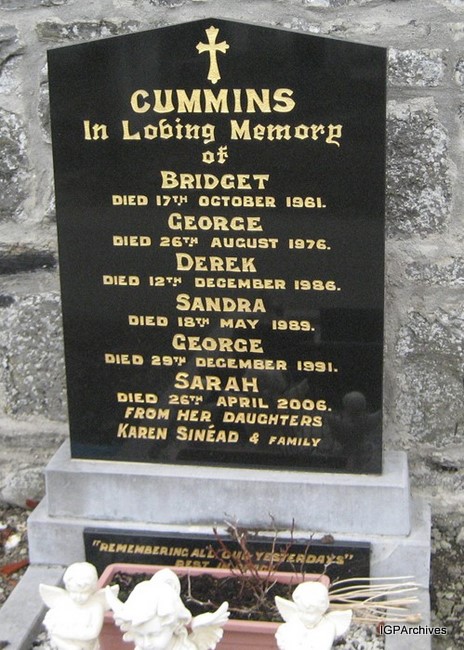 CUMMINS
In Loving Memory
of
BRIDGET
DIED 17TH OCTOBER 1961.
GEORGE
DIED 26TH AUGUST 1976.
DEREK
DIED 12TH DECEMBER 1986.
SANDRA
DIED 18TH MAY 1989.
GEORGE
DIED 29TH DECEMBER 1991.
SARAH
DIED 26TH APRIL 2006.
FROM HER DAUGHTERS
KAREN SINÉAD & FAMILY
"REMEMBERING ALL OUR YESTERDAYS"
REST IN
IGPArchives